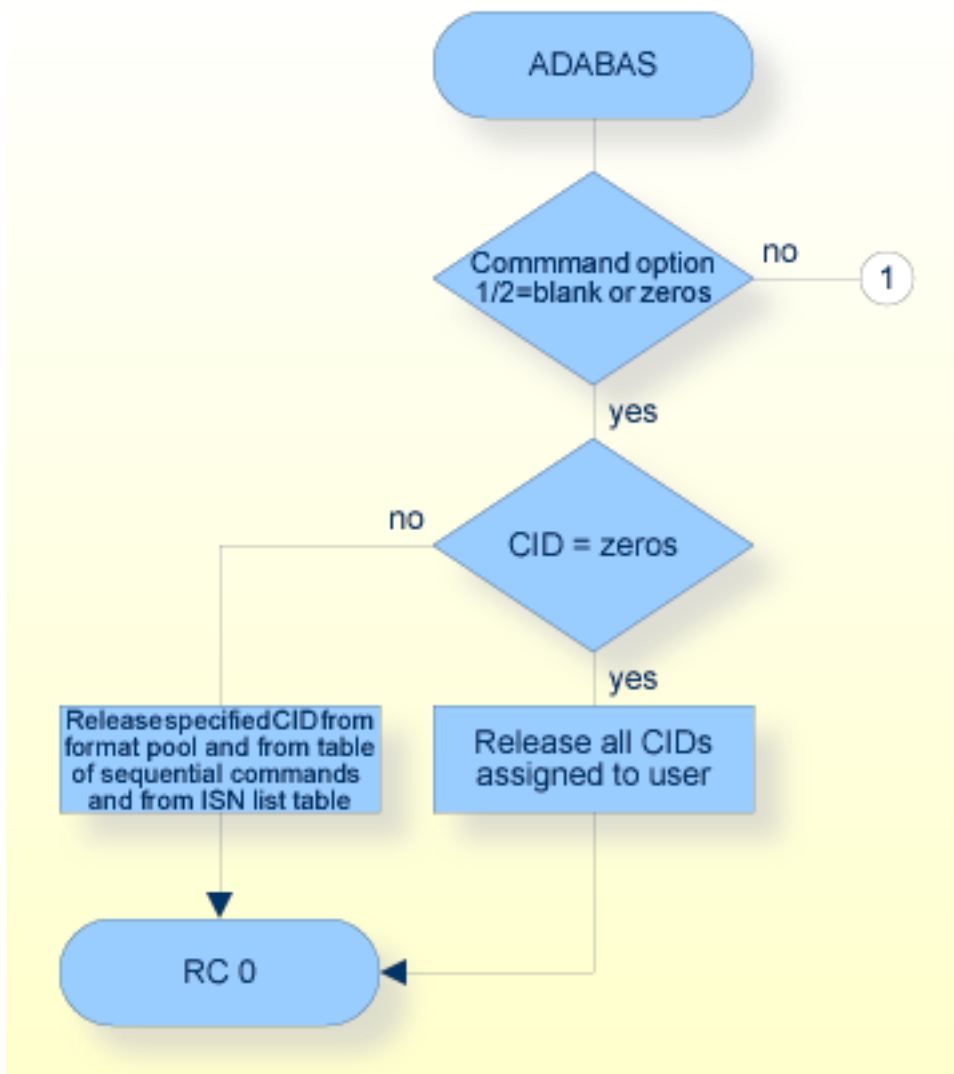 ADABAS
Commmand option
1/2=blank or zeros
no
1
yes
CID = zeros
no
yes
Release specified CID from
format pool and from table
of sequential commands
and from ISN list table
Release all CIDs
assigned to user
RC 0